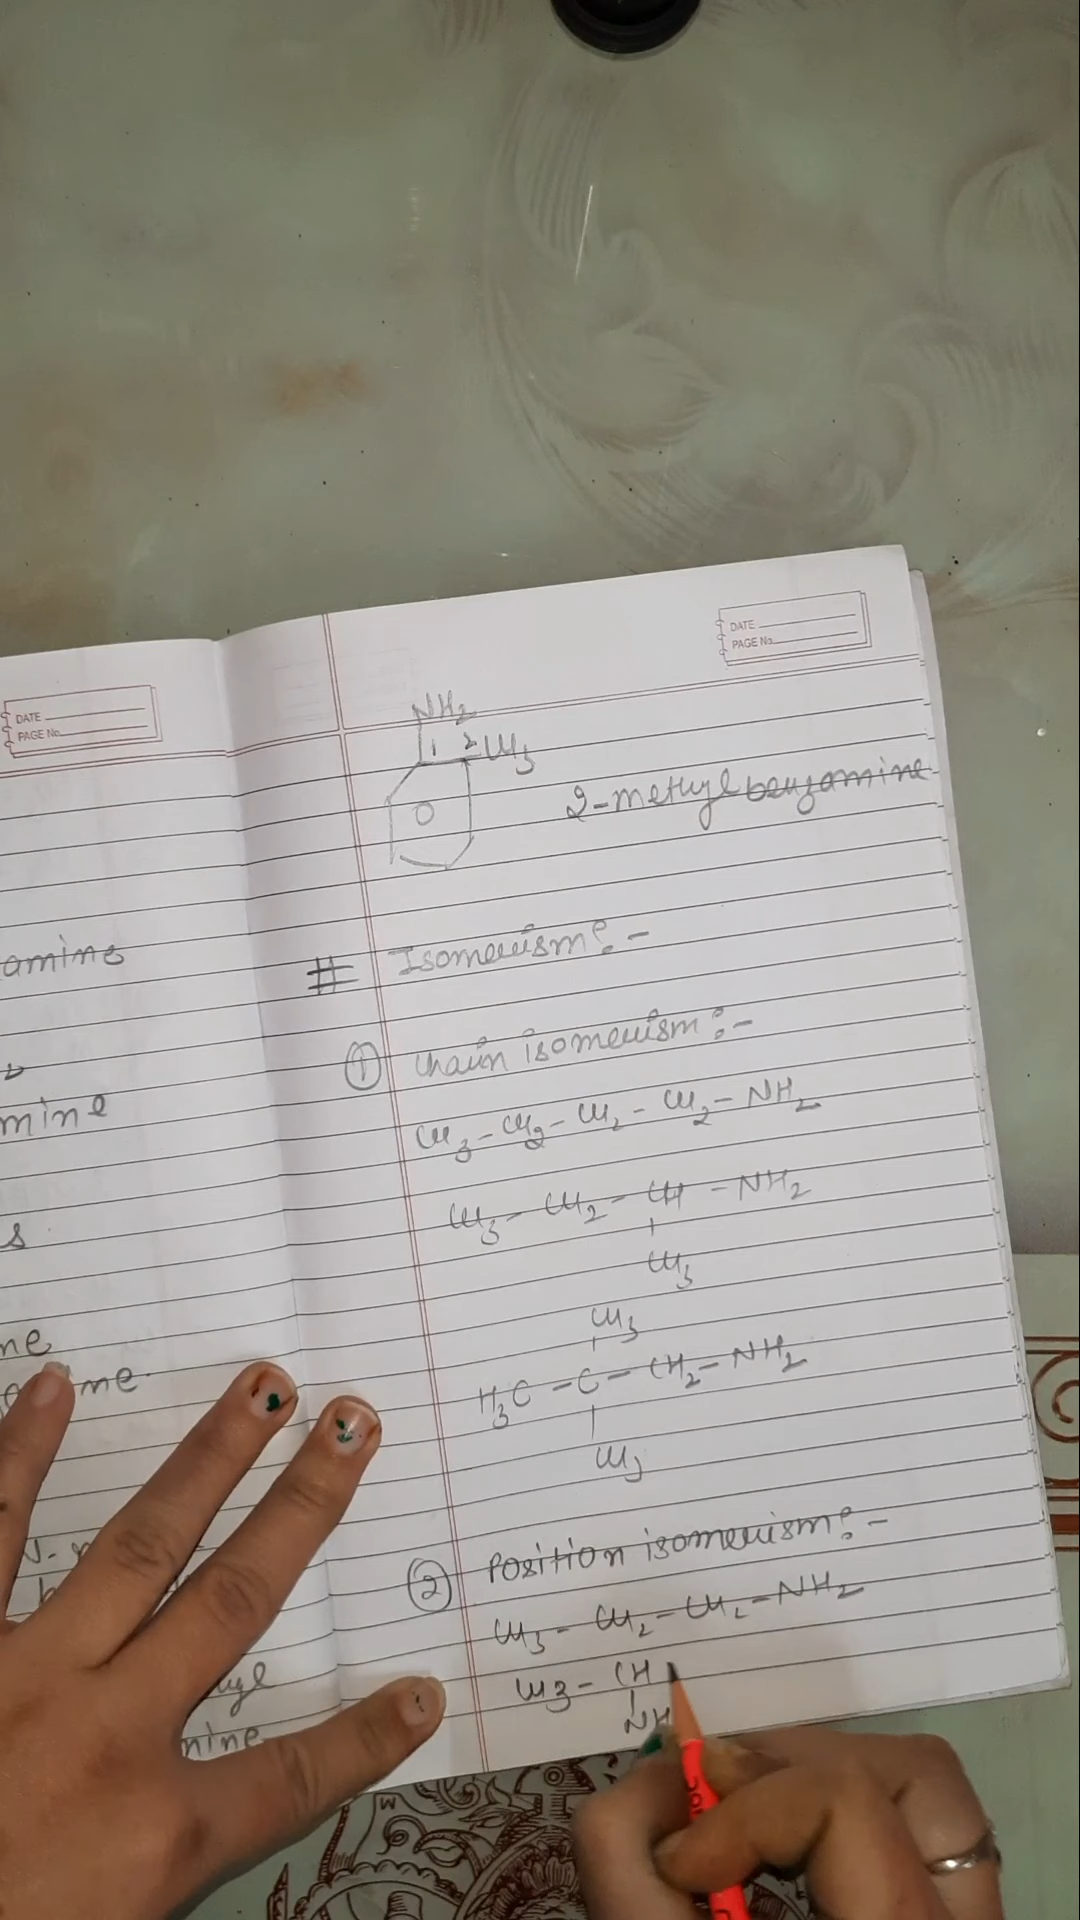 DATE
PAGE No.
DATE
PAGE No.
NH2
1 2 CH3
2-methyl benzamine
amine
# Isomerism:-
① Chain isomerism:-
mine
CH3-CH2-CH2-CH2-NH2
CH3-CH2-CH-NH2
s.
CH3
CH3
ne
H3C-C-CH2-NH2
me.
CH3
② Position isomerism:-
CH3-CH2-CH2-NH2
CH3-CH
NH
nine